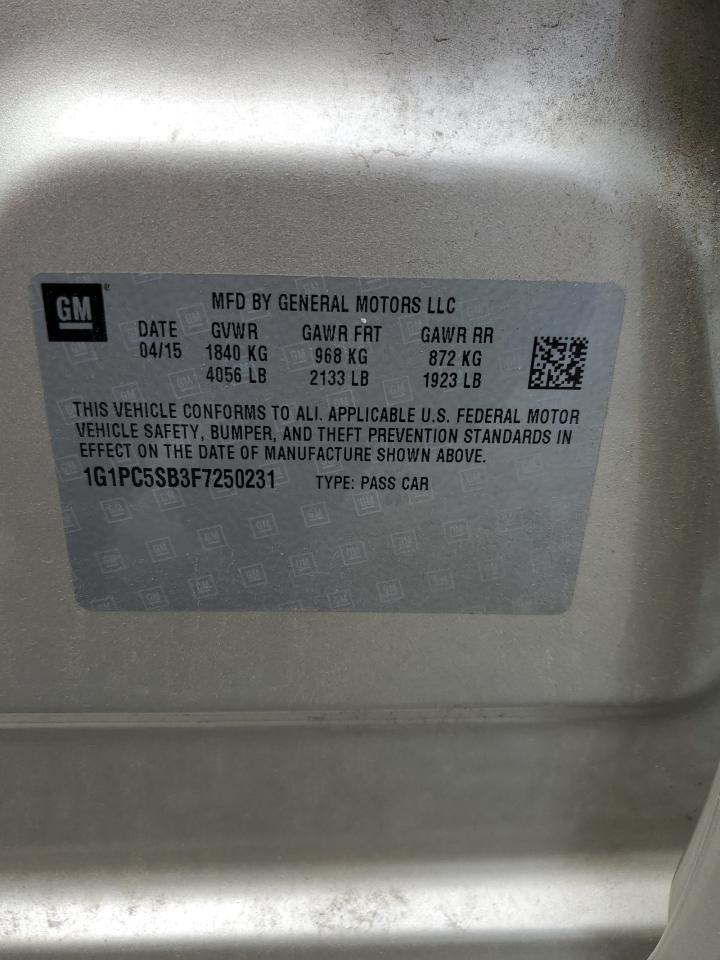 GM
MFD BY GENERAL MOTORS LLC
DATE GVWR GAWR FRT GAWR RR
04/15 1840 KG 968 KG 872 KG
4056 LB 2133 LB 1923 LB
THIS VEHICLE CONFORMS TO ALL APPLICABLE U.S. FEDERAL MOTOR
VEHICLE SAFETY, BUMPER, AND THEFT PREVENTION STANDARDS IN
EFFECT ON THE DATE OF MANUFACTURE SHOWN ABOVE.
1G1PC5SB3F7250231 TYPE: PASS CAR